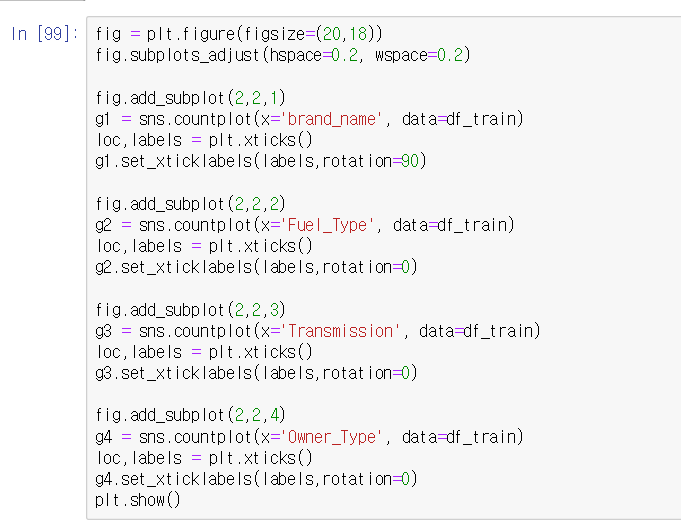 In [99]: fig = plt.figure(figsize=(20,18))
fig.subplots_adjust(hspace=0.2, wspace=0.2)

fig.add_subplot(2,2,1)
g1 = sns.countplot(x='brand_name', data=df_train)
loc,labels = plt.xticks()
g1.set_xticklabels(labels,rotation=90)

fig.add_subplot(2,2,2)
g2 = sns.countplot(x='Fuel_Type', data=df_train)
loc,labels = plt.xticks()
g2.set_xticklabels(labels,rotation=0)

fig.add_subplot(2,2,3)
g3 = sns.countplot(x='Transmission', data=df_train)
loc,labels = plt.xticks()
g3.set_xticklabels(labels,rotation=0)

fig.add_subplot(2,2,4)
g4 = sns.countplot(x='Owner_Type', data=df_train)
loc,labels = plt.xticks()
g4.set_xticklabels(labels,rotation=0)
plt.show()